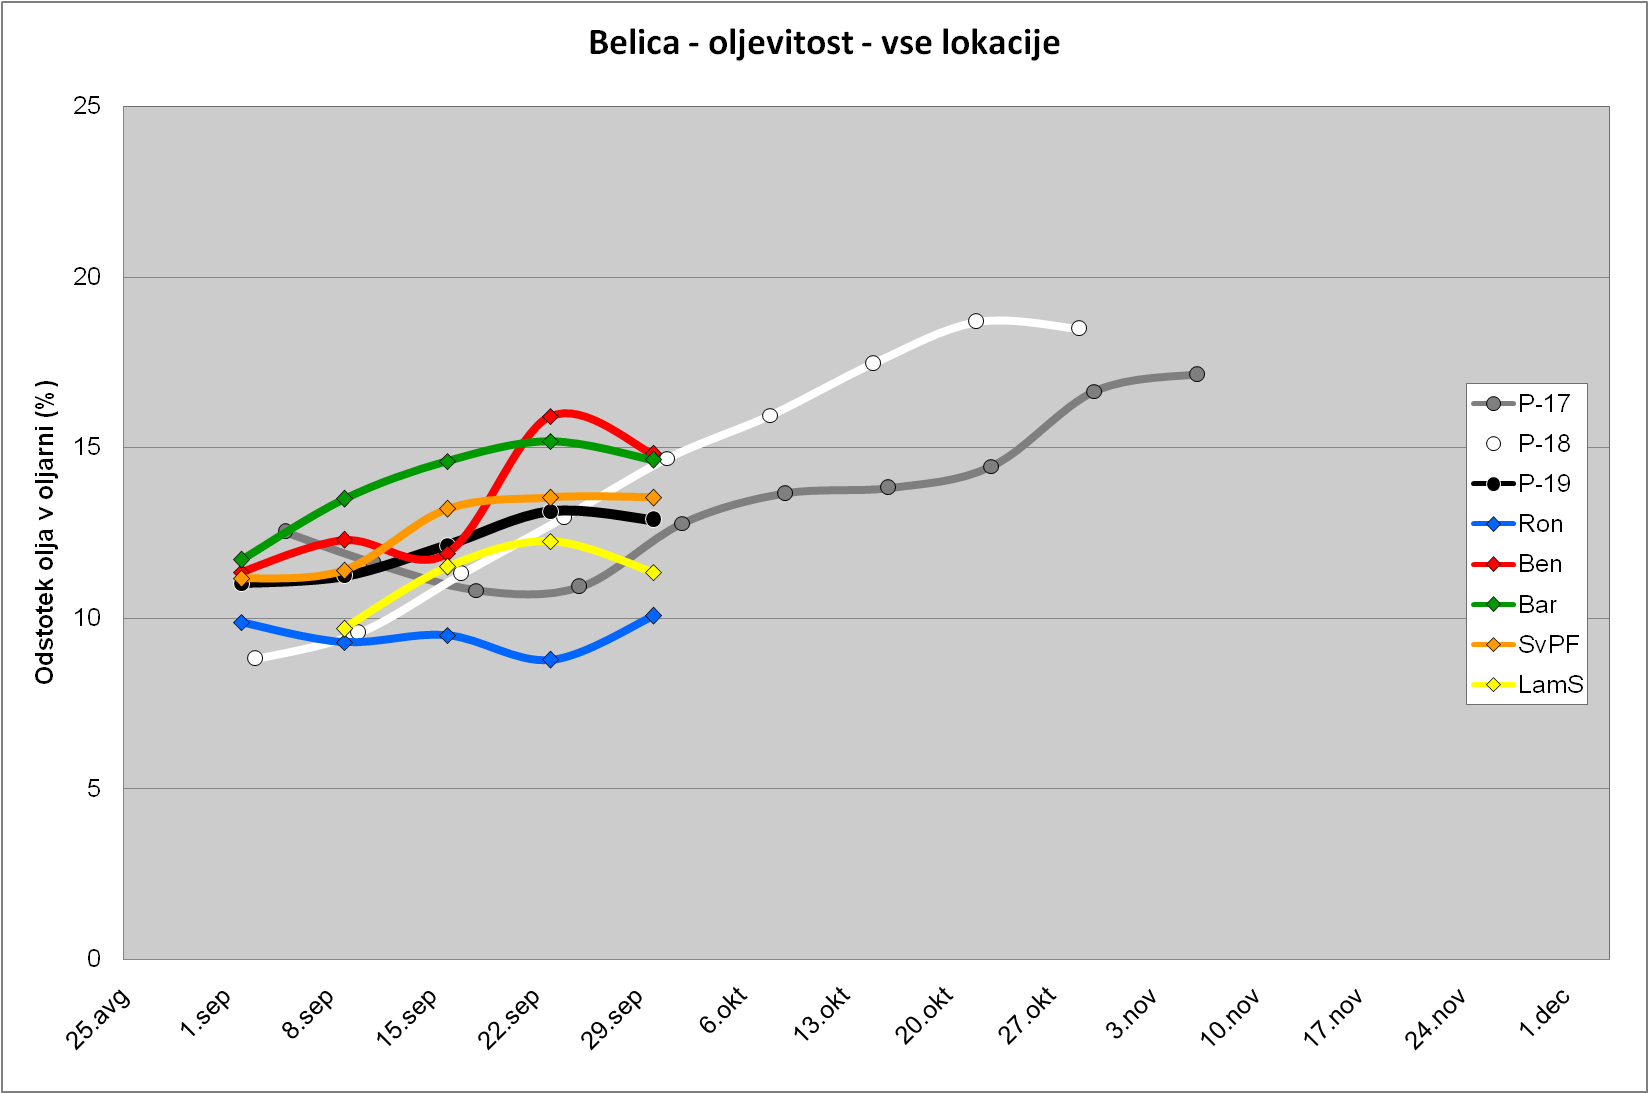 Belica - oljevitost - vse lokacije
Odstotek olja v oljarni (%)
25
20
15
10
5
0
25.avg
1.sep
8.sep
15.sep
22.sep
29.sep
6.okt
13.okt
20.okt
27.okt
3.nov
10.nov
17.nov
24.nov
1.dec
P-17
P-18
P-19
Ron
Ben
Bar
SvPF
LamS